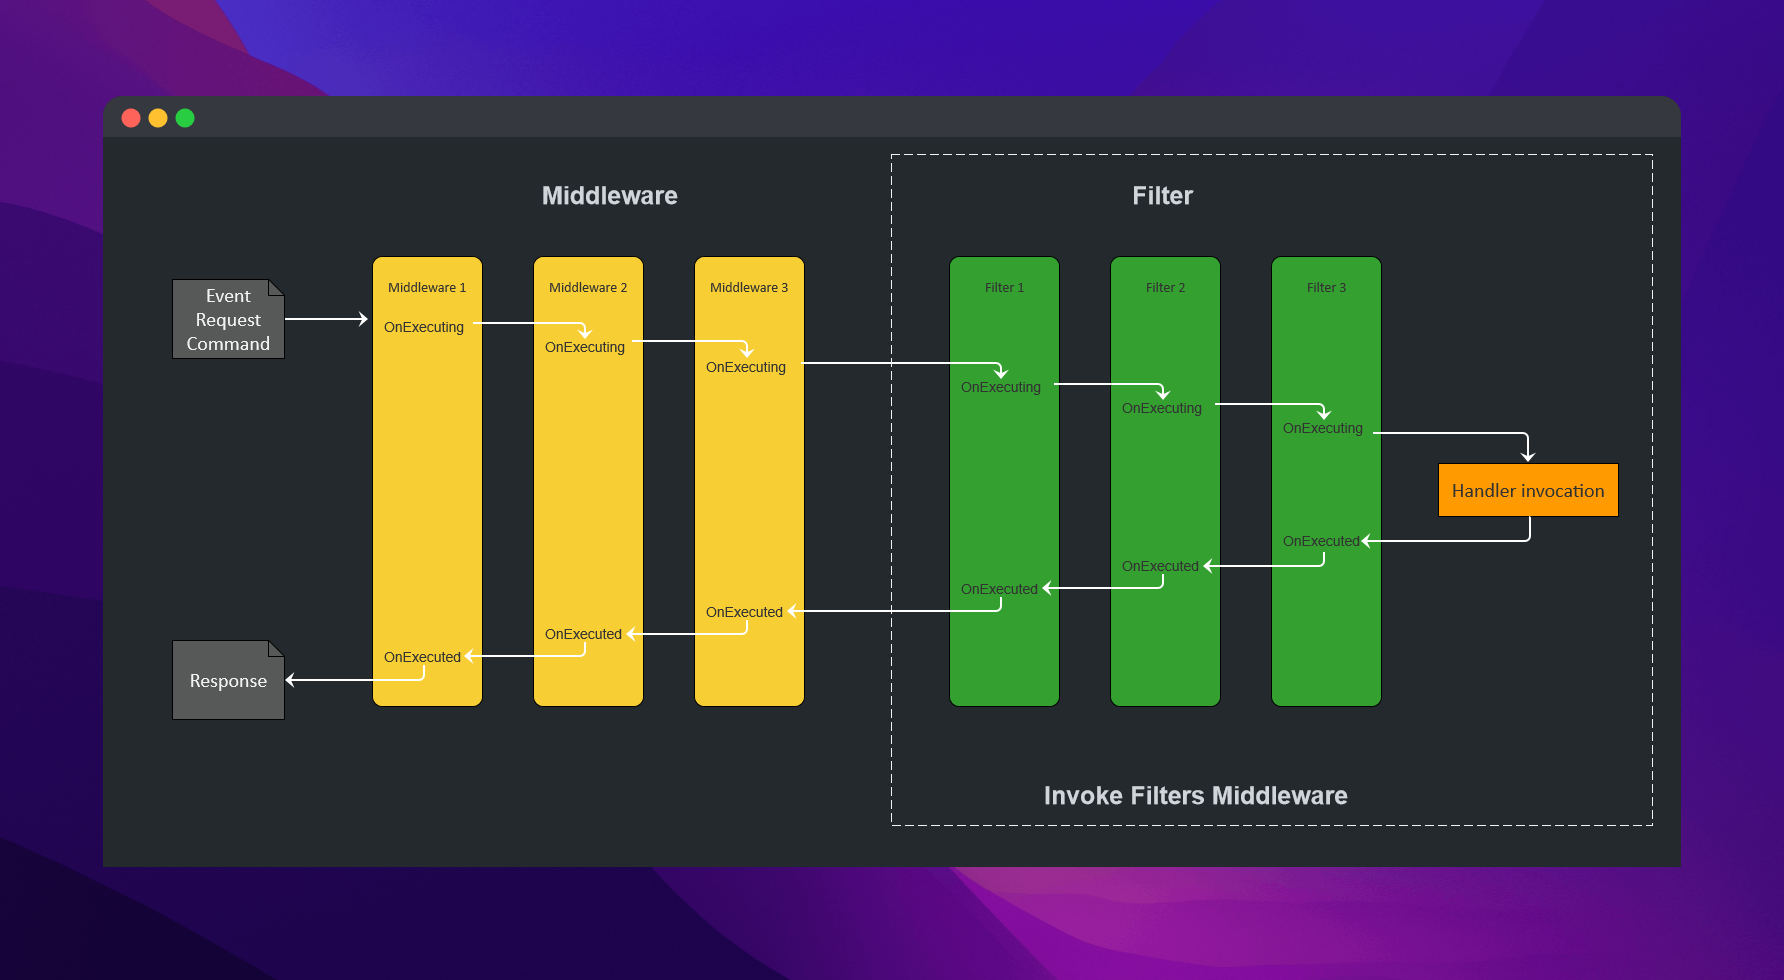 Middleware
Filter
Event
Request
Command
Middleware 1
OnExecuting
Middleware 2
OnExecuting
Middleware 3
OnExecuting
Filter 1
OnExecuting
Filter 2
OnExecuting
Filter 3
OnExecuting
Handler invocation
OnExecuted
OnExecuted
OnExecuted
OnExecuted
OnExecuted
OnExecuted
Response
Invoke Filters Middleware